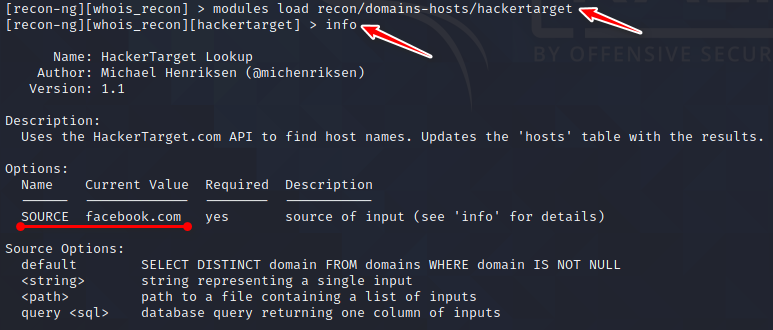 [recon-ng][whois_recon] > modules load recon/domains-hosts/hackertarget
[recon-ng][whois_recon][hackertarget] > info
Name: HackerTarget Lookup
Author: Michael Henriksen (@michenriksen)
Version: 1.1
Description:
Uses the HackerTarget.com API to find host names. Updates the 'hosts' table with the results.
Options:
Name Current Value Required Description
SOURCE facebook.com yes source of input (see 'info' for details)
Source Options:
default SELECT DISTINCT domain FROM domains WHERE domain IS NOT NULL
<string> string representing a single input
<path> path to a file containing a list of inputs
query <sql> database query returning one column of inputs
BY OFFENSIVE SECUR